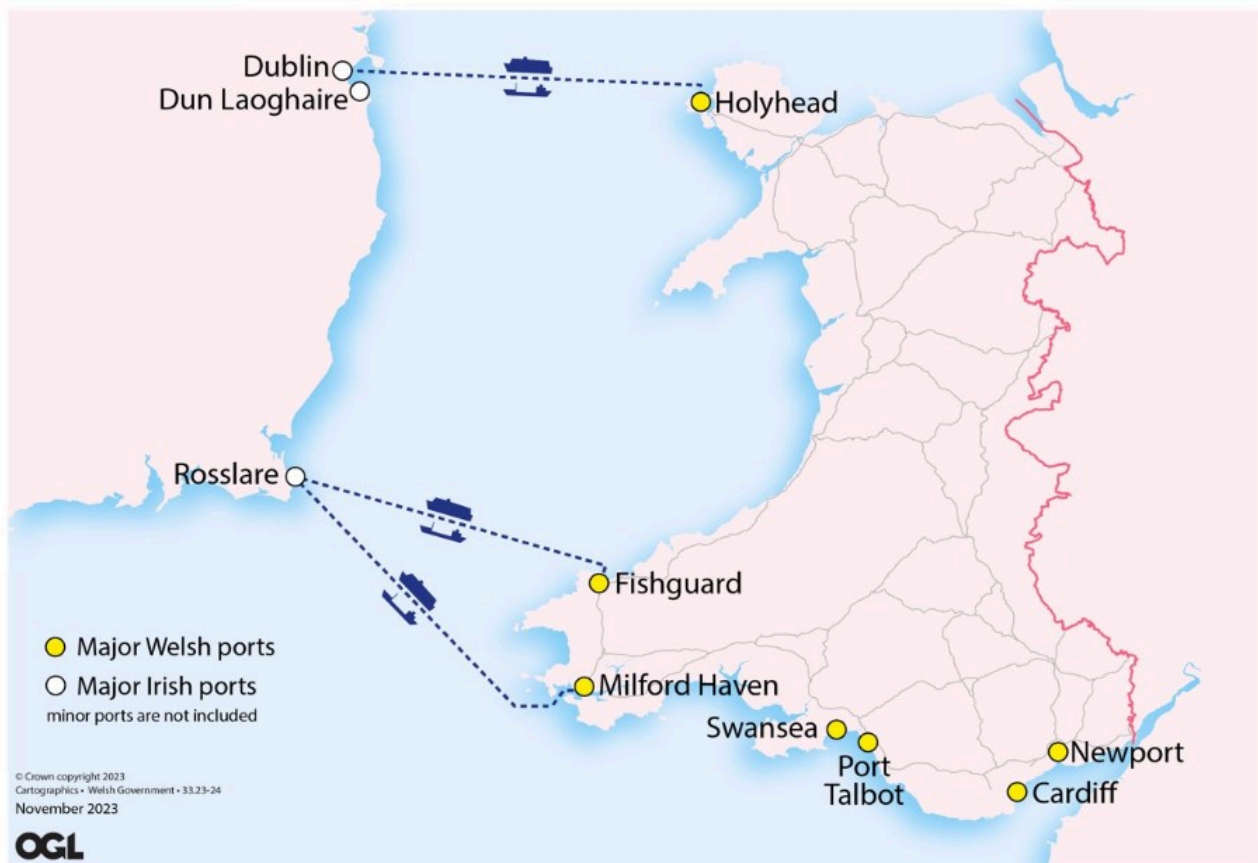 Dublin
Dun Laoghaire
Holyhead
Rosslare
Fishguard
Major Welsh ports
Major Irish ports
minor ports are not included
Milford Haven
Swansea
Port
Talbot
Newport
Cardiff
© Crown copyright 2023
Cartographics • Welsh Government • 33.23-24
November 2023
OGL